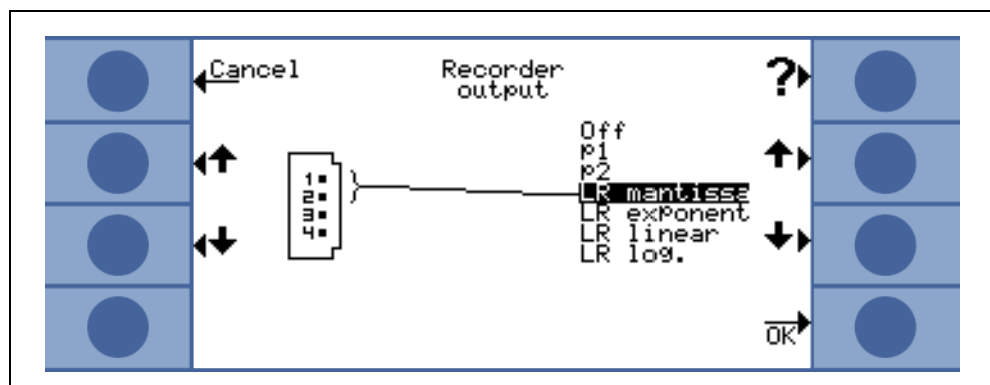 Cancel
Recorder
output
?
Off
p1
p2
LR mantissa
LR exponent
LR linear
LR log.
1
2
3
4
OK